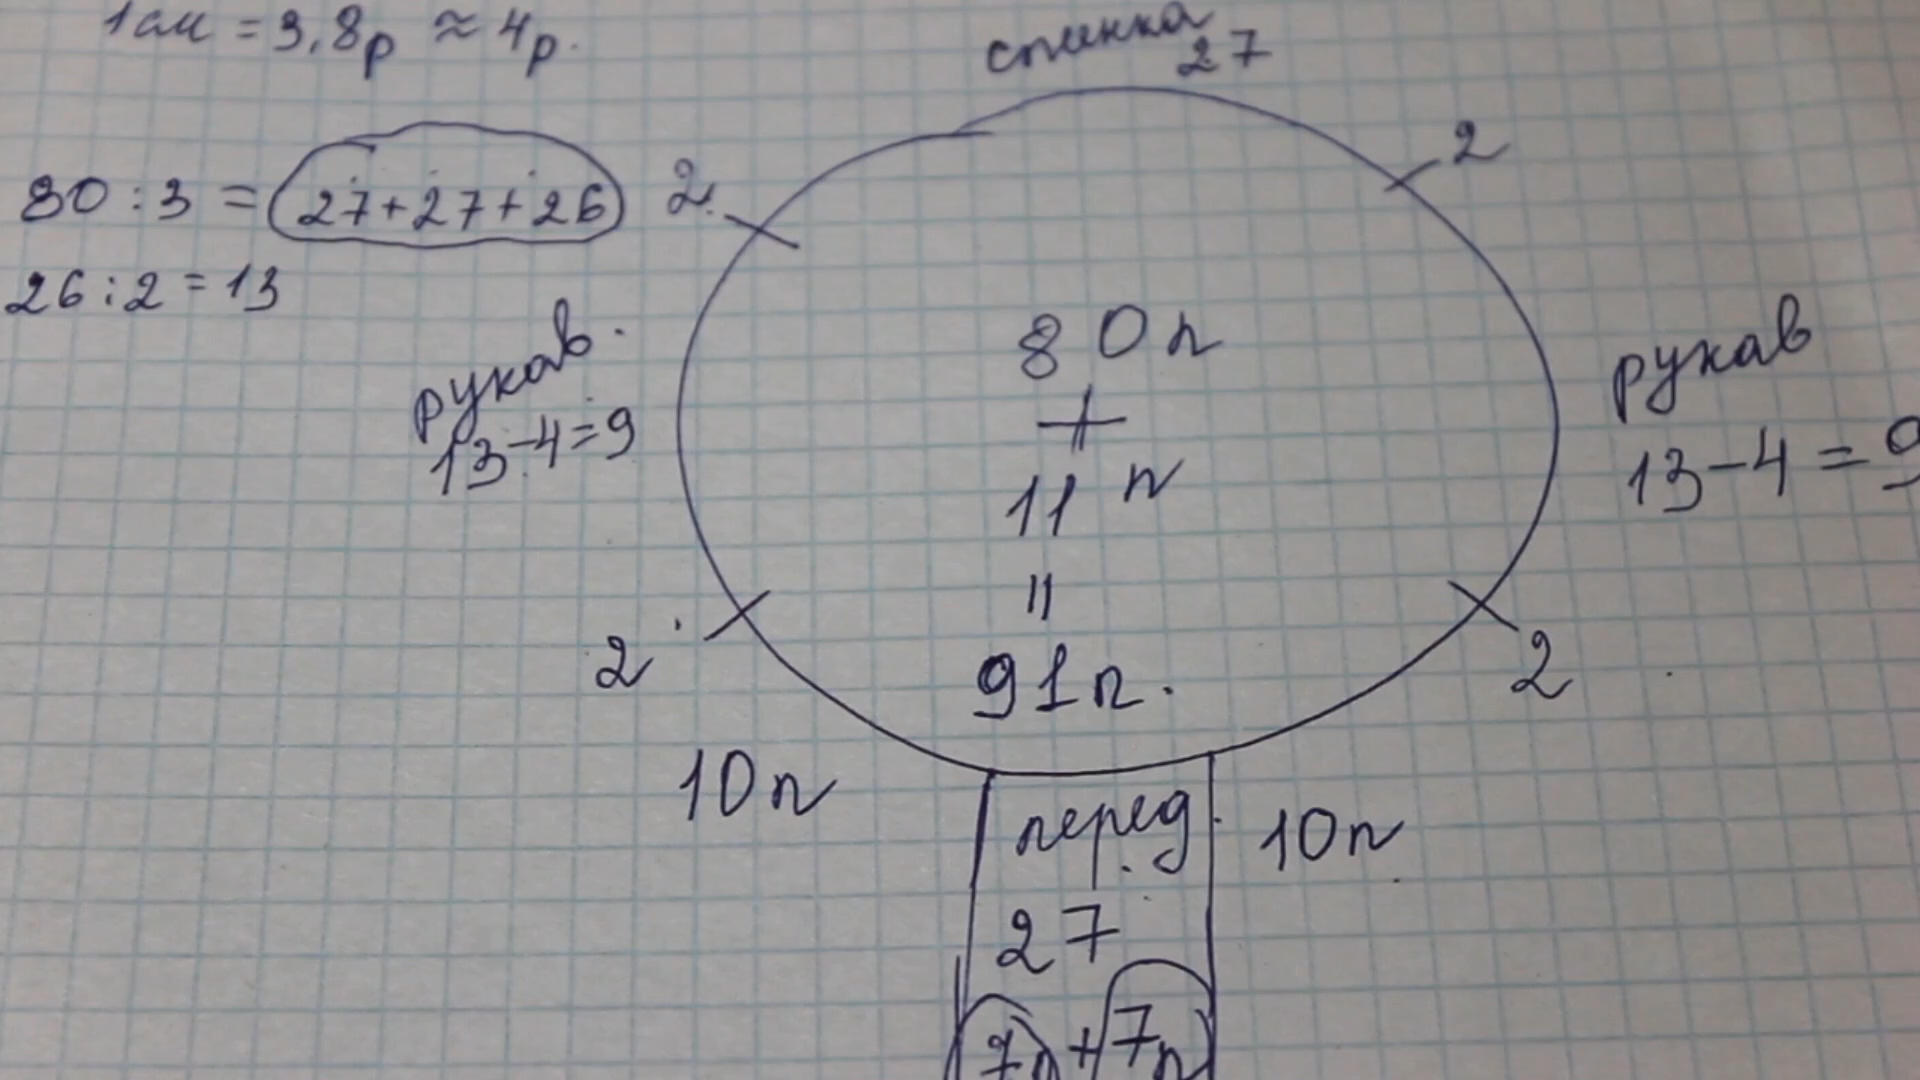 1см = 3,8р ≈ 4р.
спинка
27
80 : 3 = 27+27+26
26 : 2 = 13
2
2
80п
+
11п
=
91п.
рукав.
13-4=9
рукав
13-4=9
2
2
10п
перед.
10п
27
7п+7п